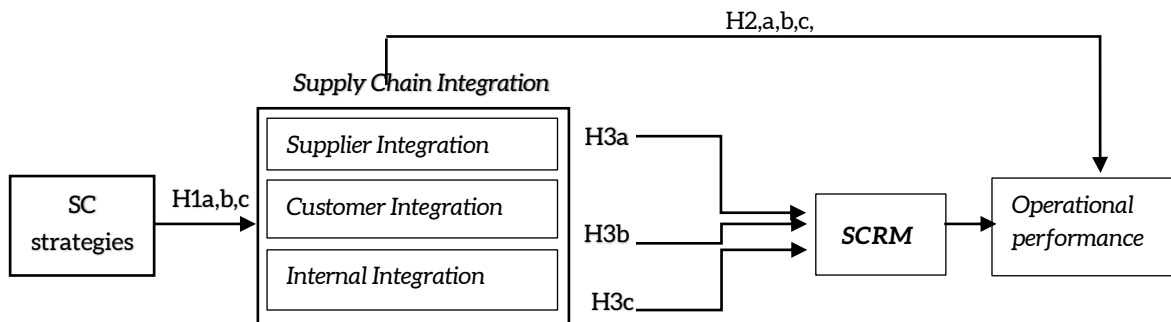 H2,a,b,c,
Supply Chain Integration
Supplier Integration
Customer Integration
Internal Integration
SC
strategies
H1a,b,c
H3a
H3b
H3c
SCRM
Operational
performance